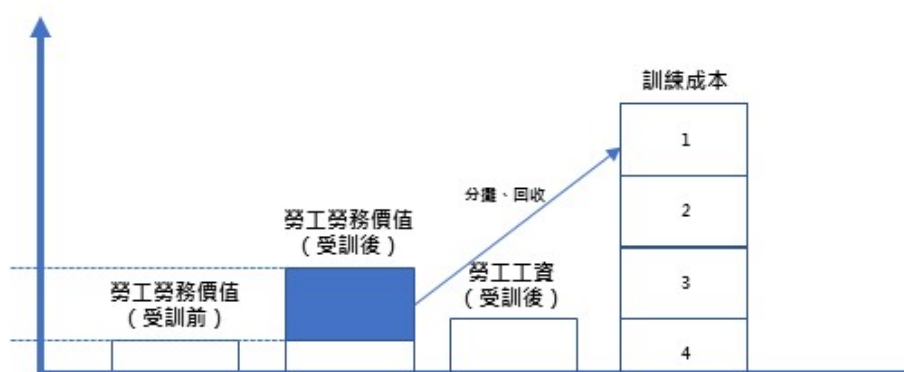 訓練成本
1
2
3
4
分攤、回收
勞工勞務價值
（受訓後）
勞工工資
（受訓後）
勞工勞務價值
（受訓前）